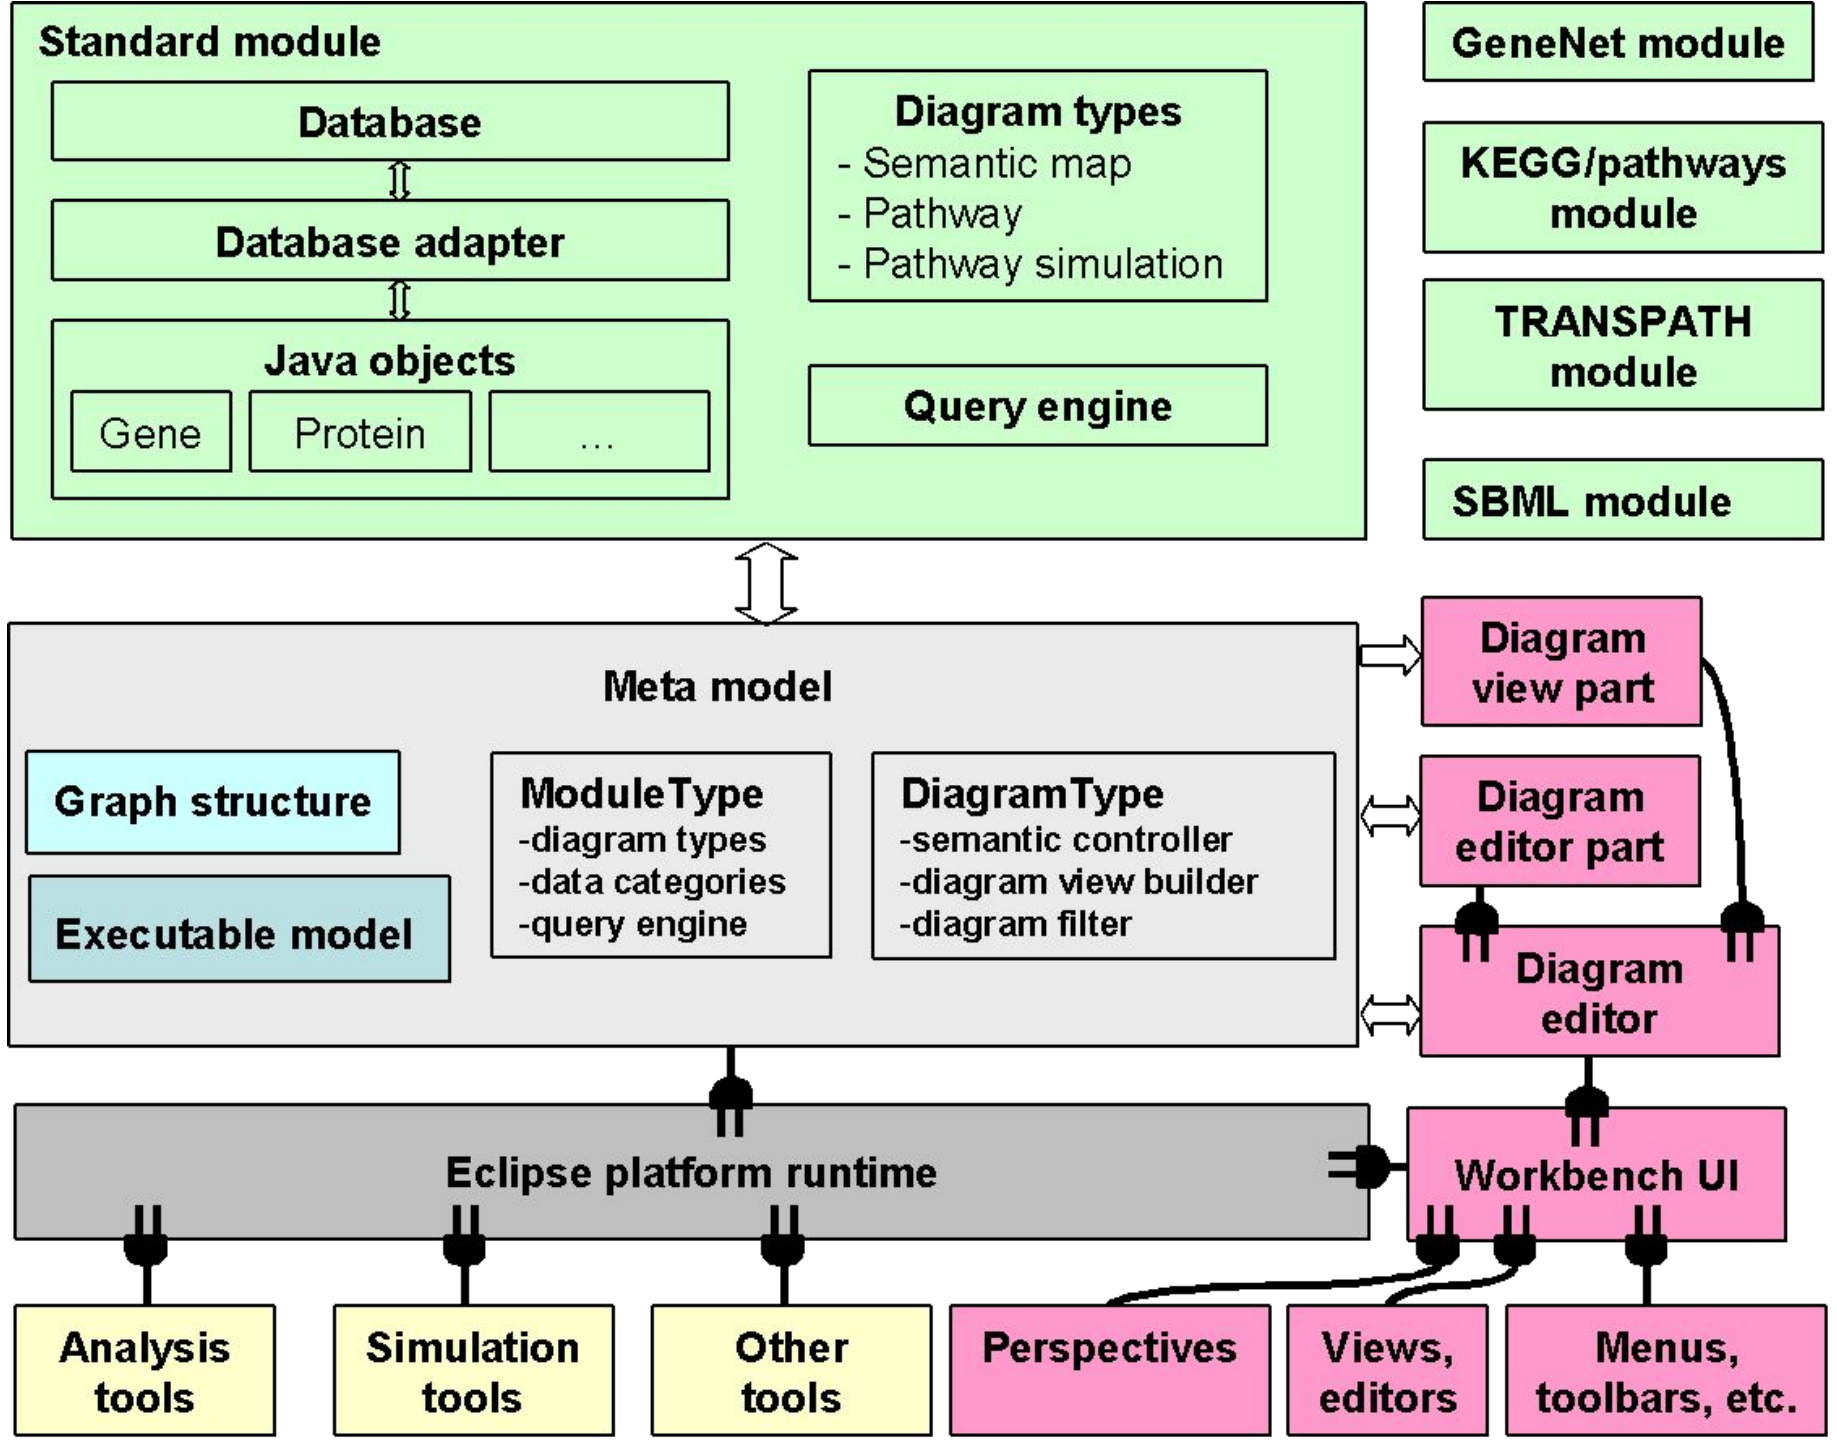 Standard module
Database
Database adapter
Java objects
Gene
Protein
...
Diagram types
- Semantic map
- Pathway
- Pathway simulation
Query engine
GeneNet module
KEGG/pathways
module
TRANSPATH
module
SBML module
Meta model
Graph structure
Executable model
ModuleType
-diagram types
-data categories
-query engine
DiagramType
-semantic controller
-diagram view builder
-diagram filter
Diagram
view part
Diagram
editor part
Diagram
editor
Eclipse platform runtime
Workbench UI
Analysis
tools
Simulation
tools
Other
tools
Perspectives
Views,
editors
Menus,
toolbars, etc.